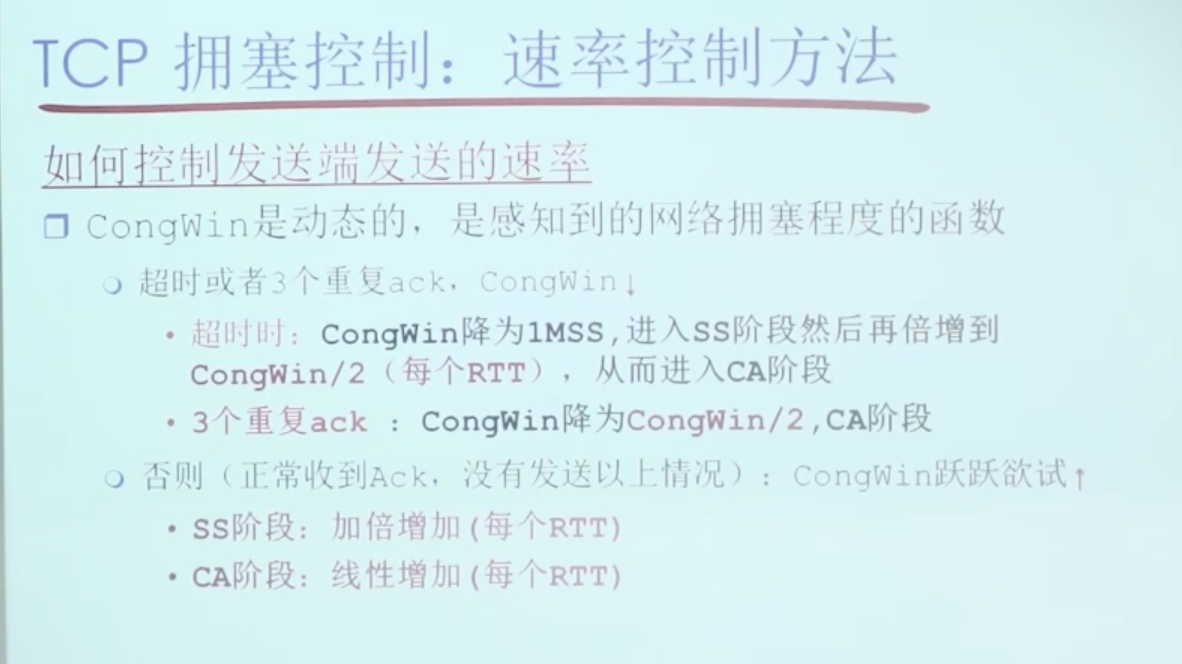 TCP 拥塞控制：速率控制方法
如何控制发送端发送的速率
CongWin是动态的，是感知到的网络拥塞程度的函数
超时或者3个重复ack，CongWin↓
超时时：CongWin降为1MSS,进入SS阶段然后再倍增到
CongWin/2（每个RTT），从而进入CA阶段
3个重复ack ：CongWin降为CongWin/2,CA阶段
否则（正常收到Ack，没有发送以上情况）：CongWin跃跃欲试↑
SS阶段：加倍增加(每个RTT)
CA阶段：线性增加(每个RTT)